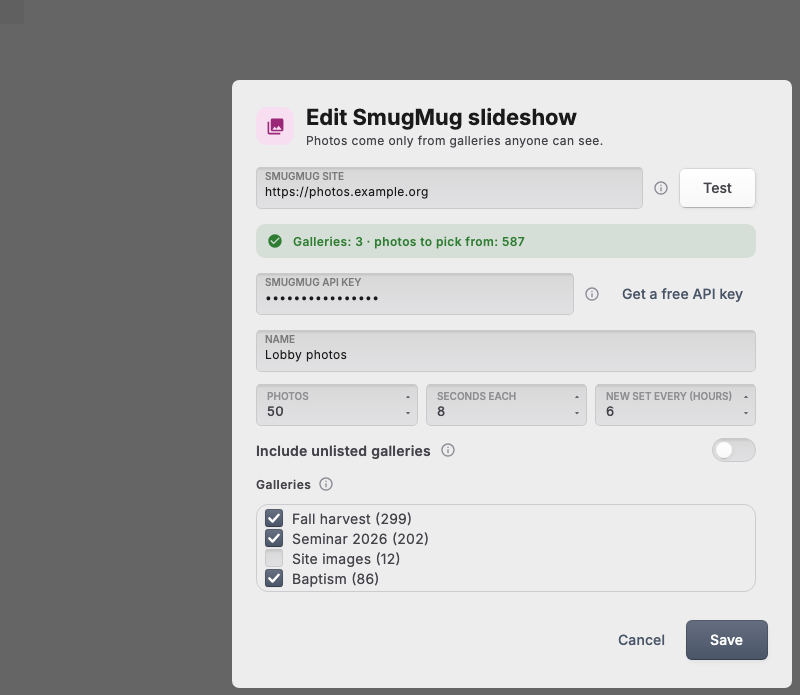 Edit SmugMug slideshow
Photos come only from galleries anyone can see.
SMUGMUG SITE
https://photos.example.org
Test
Galleries: 3 · photos to pick from: 587
SMUGMUG API KEY
••••••••••••••••
Get a free API key
NAME
Lobby photos
PHOTOS
50
SECONDS EACH
8
NEW SET EVERY (HOURS)
6
Include unlisted galleries
Galleries
Fall harvest (299)
Seminar 2026 (202)
Site images (12)
Baptism (86)
Cancel
Save